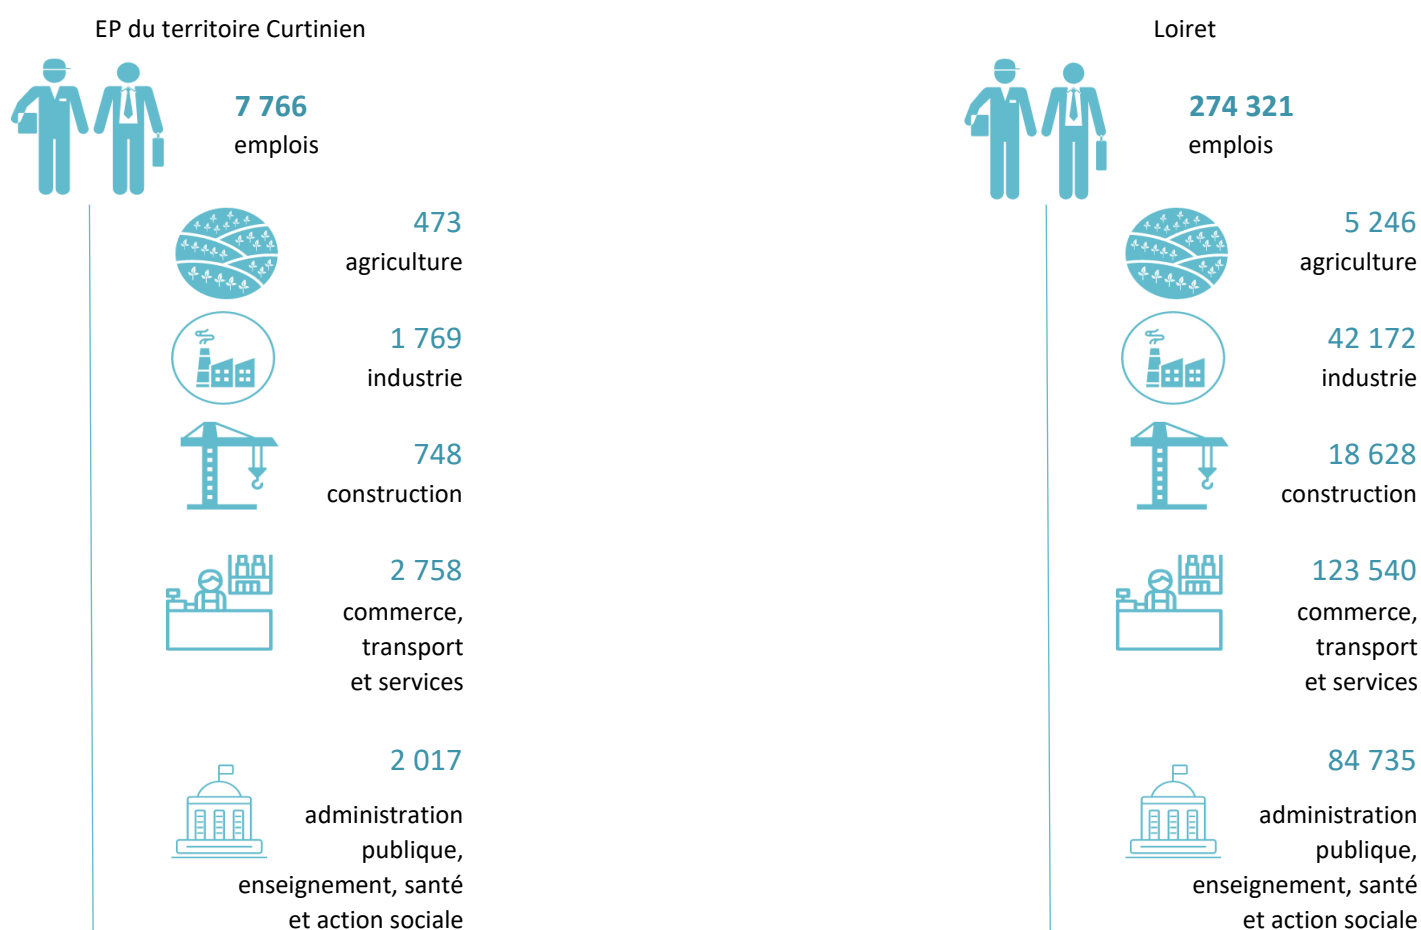 EP du territoire Curtinien
7 766
emplois
473
agriculture
1 769
industrie
748
construction
2 758
commerce,
transport
et services
2 017
administration
publique,
enseignement, santé
et action sociale
Loiret
274 321
emplois
5 246
agriculture
42 172
industrie
18 628
construction
123 540
commerce,
transport
et services
84 735
administration
publique,
enseignement, santé
et action sociale